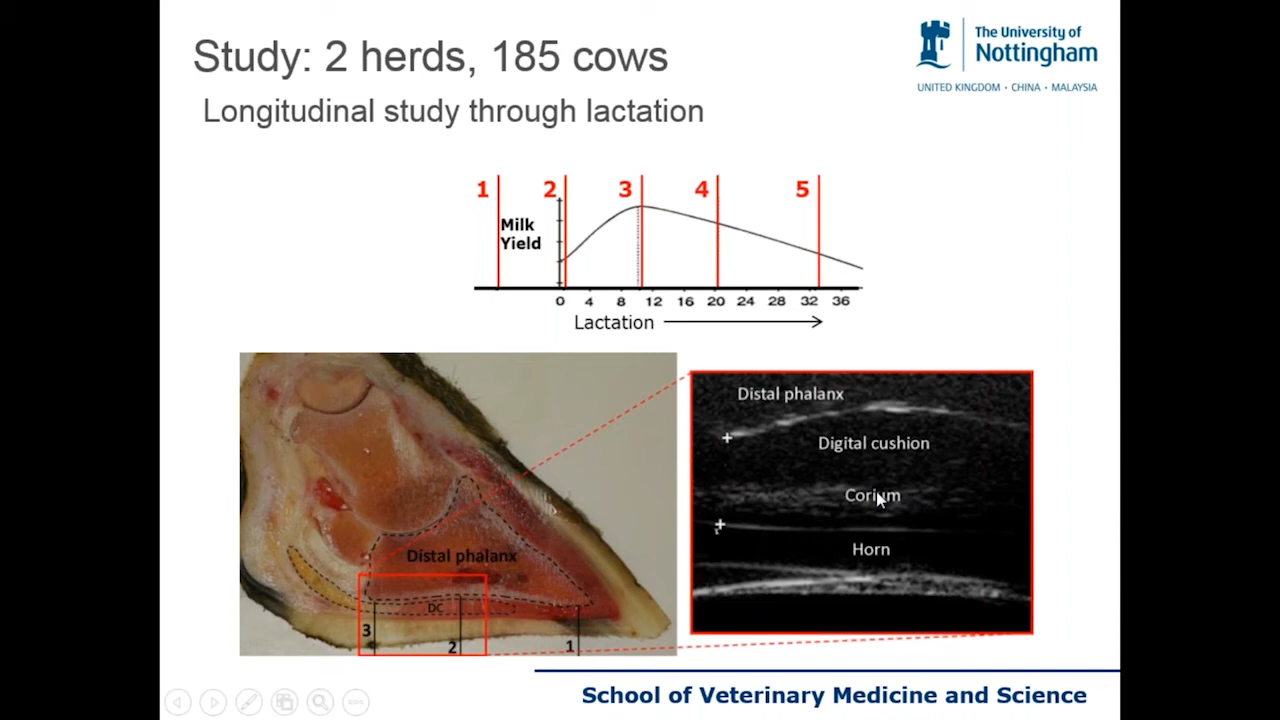 Study: 2 herds, 185 cows
Longitudinal study through lactation
The University of
Nottingham
UNITED KINGDOM · CHINA · MALAYSIA
1 2 3 4 5
Milk
Yield
0 4 8 12 16 20 24 28 32 36
Lactation
Distal phalanx
DC
3
2
1
Distal phalanx
Digital cushion
Corium
Horn
School of Veterinary Medicine and Science